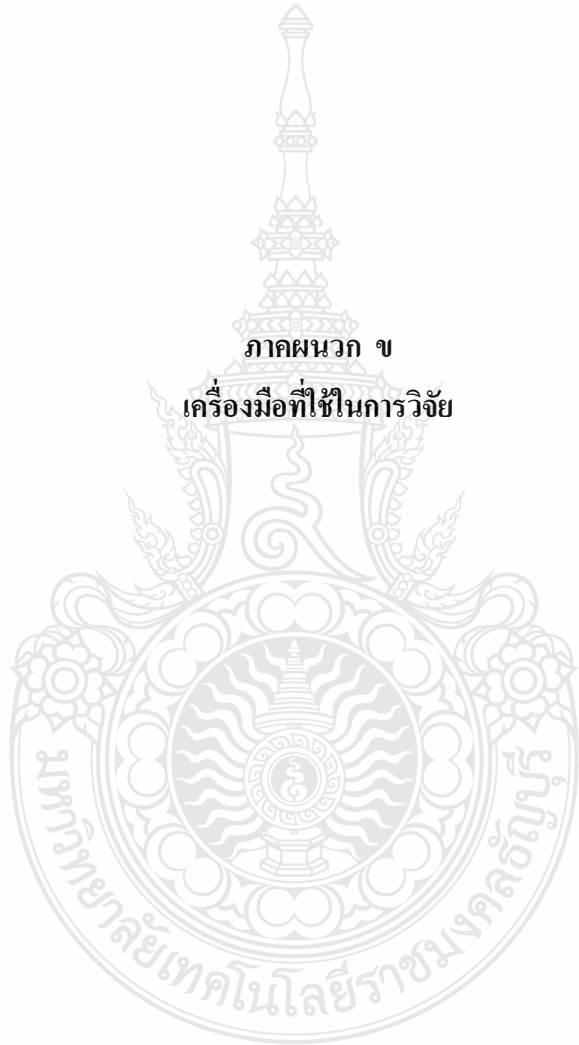 ภาคผนวก ข
เครื่องมือที่ใช้ในการวิจัย
มหาวิทยาลัยเทคโนโลยีราชมงคลธัญบุรี